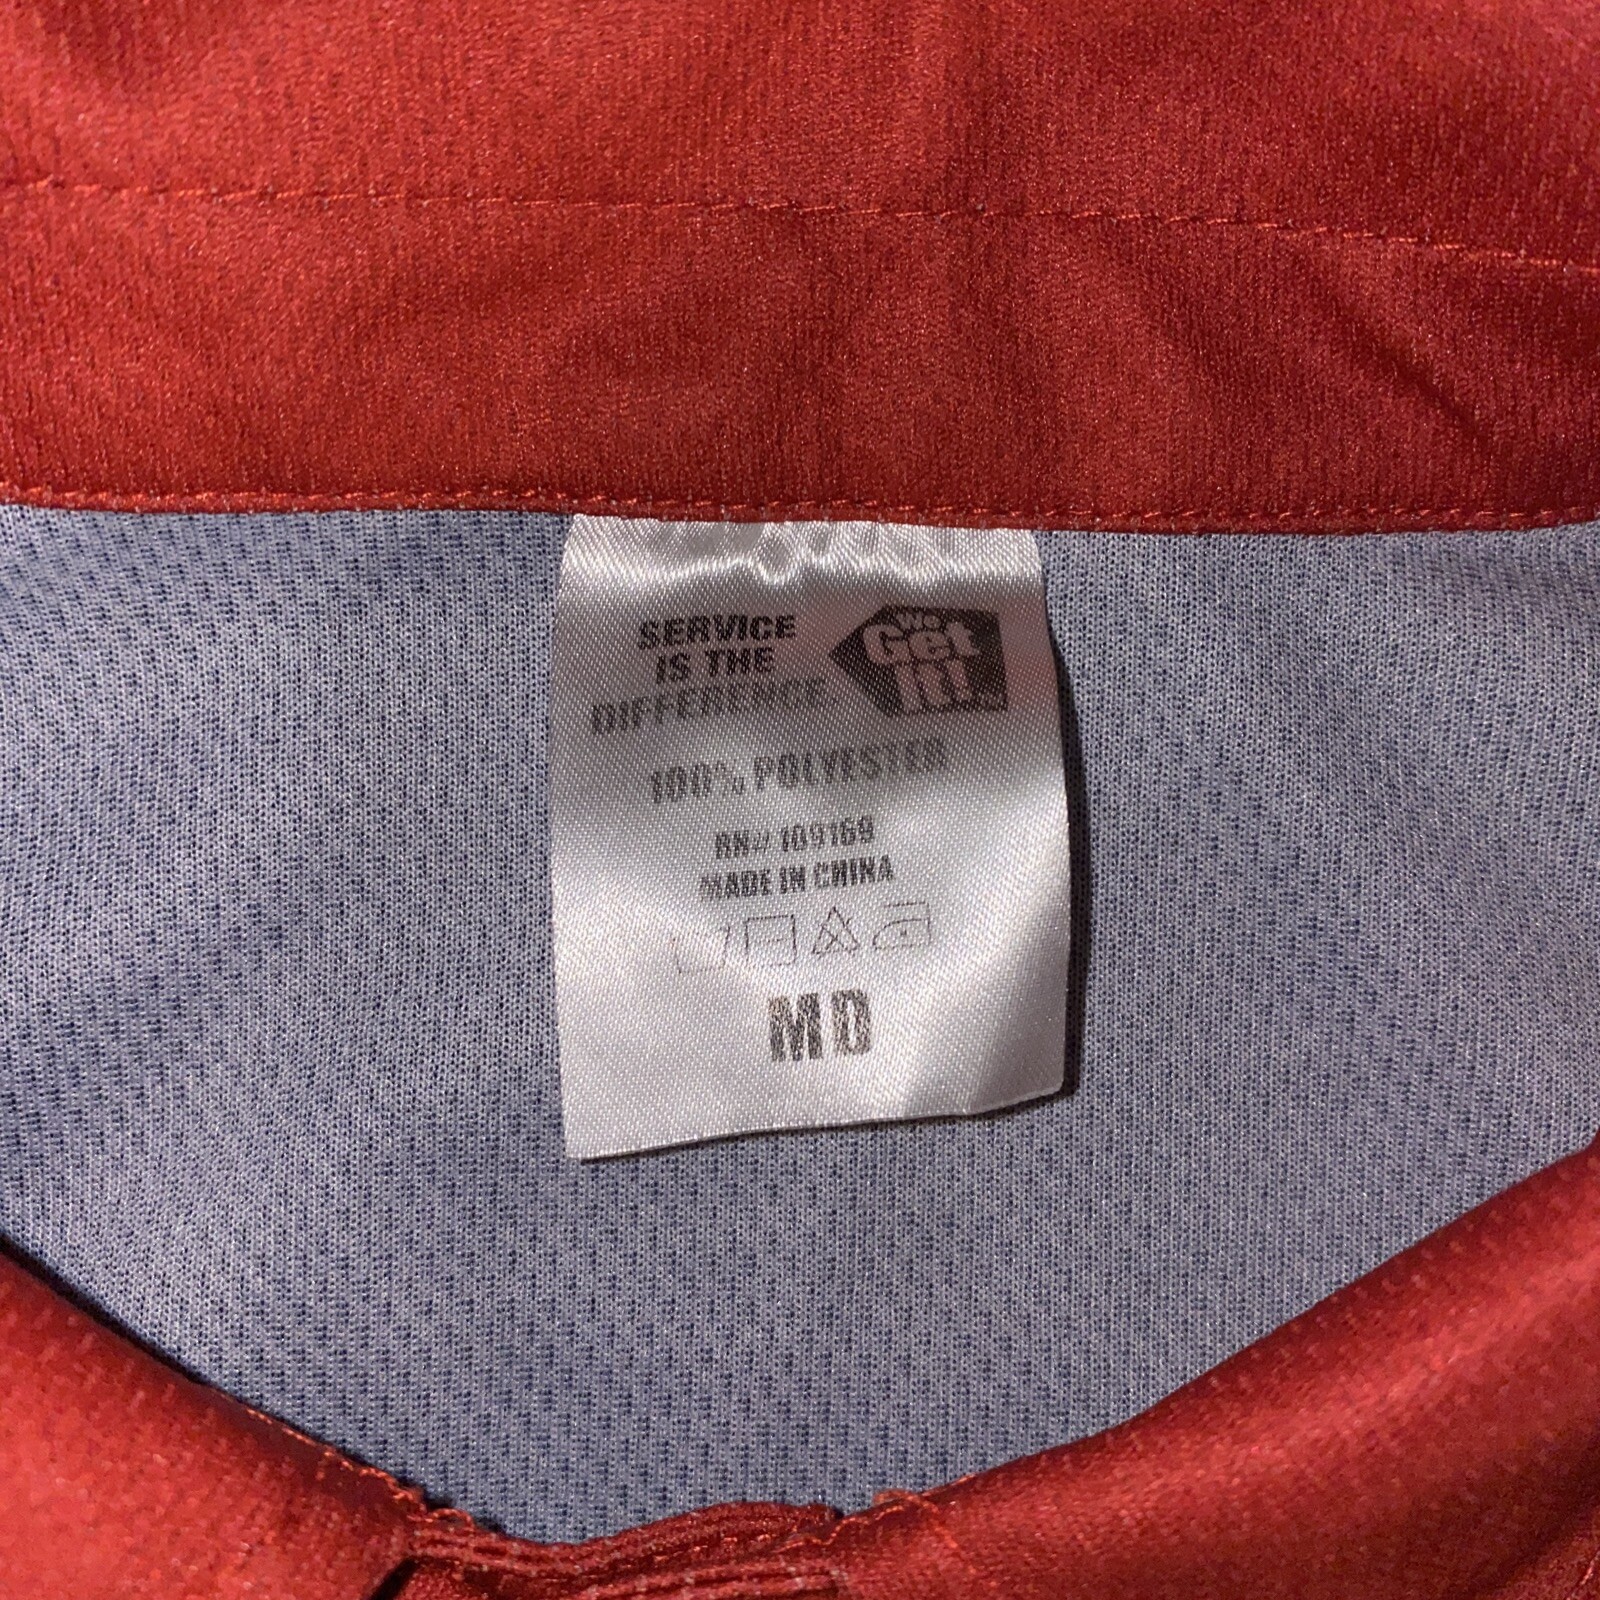 SERVICE
IS THE
DIFFERENCE.
We
Get
it!
100% POLYESTER
RN# 109169
MADE IN CHINA
MD